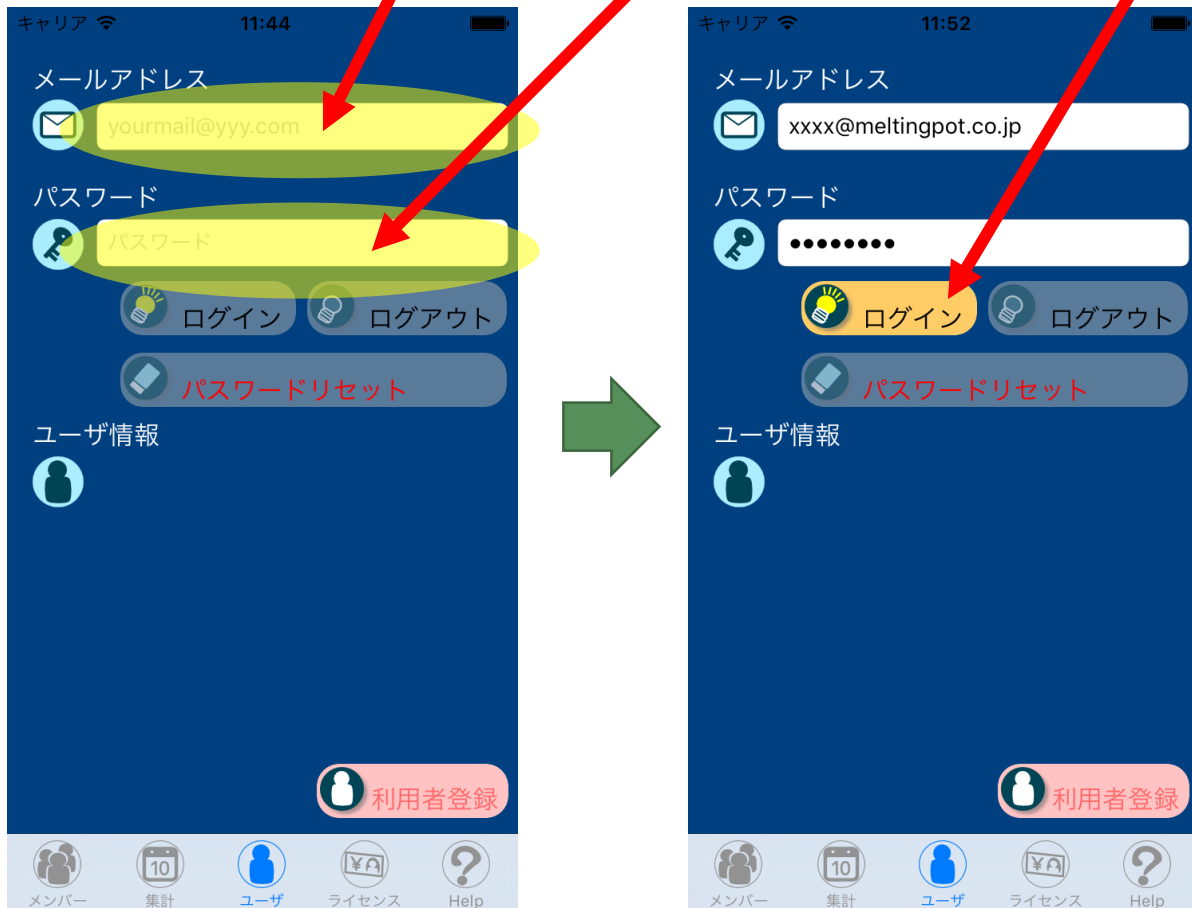 キャリア 11:44
メールアドレス
yourmail@yyy.com
パスワード
パスワード
ログイン ログアウト
パスワードリセット
ユーザ情報
利用者登録
10 ¥
メンバー 集計 ユーザ ライセンス Help
キャリア 11:52
メールアドレス
xxxx@meltingpot.co.jp
パスワード
••••••••
ログイン ログアウト
パスワードリセット
ユーザ情報
利用者登録
10 ¥
メンバー 集計 ユーザ ライセンス Help